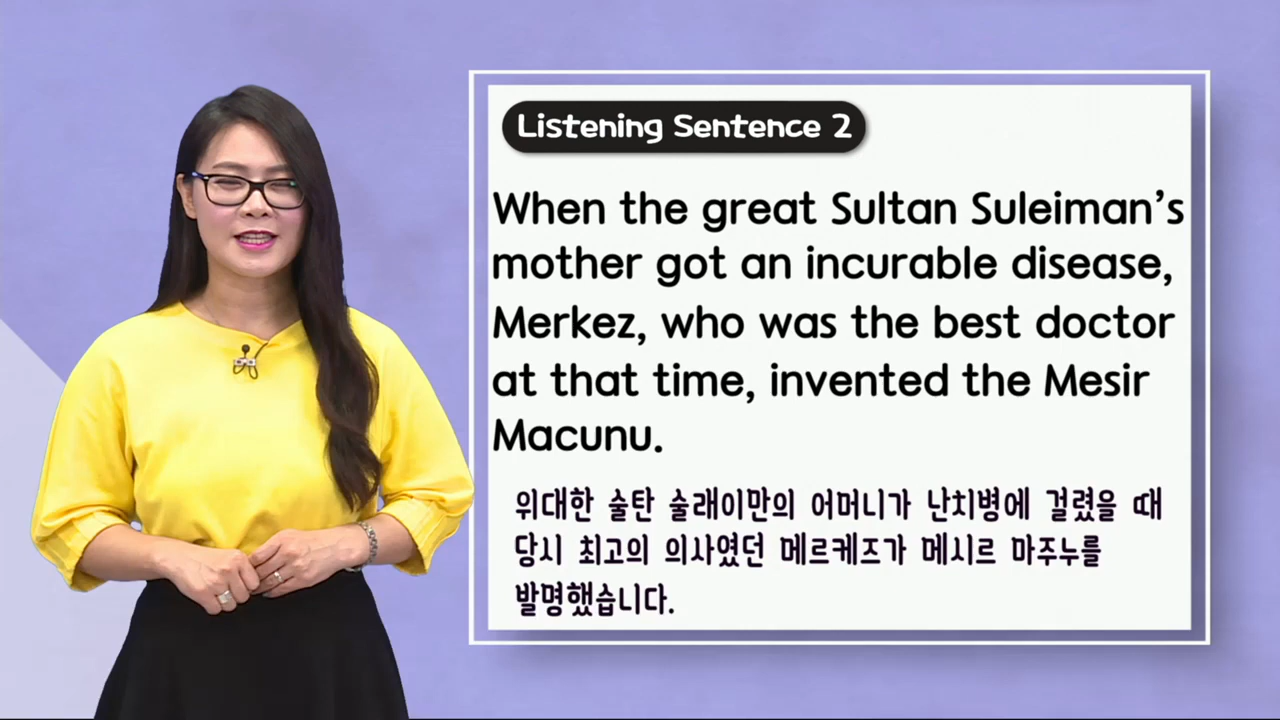 Listening Sentence 2
When the great Sultan Suleiman's
mother got an incurable disease,
Merkez, who was the best doctor
at that time, invented the Mesir
Macunu.
위대한 술탄 술래이만의 어머니가 난치병에 걸렸을 때
당시 최고의 의사였던 메르케즈가 메시르 마주누를
발명했습니다.